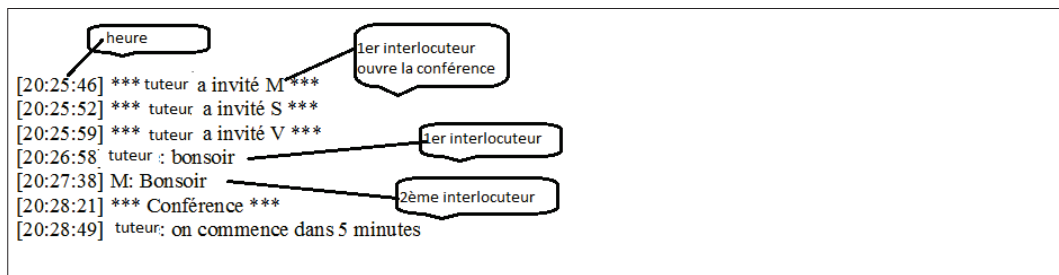 heure
1er interlocuteur
ouvre la conférence
[20:25:46] *** tuteur a invité M ***
[20:25:52] *** tuteur a invité S ***
[20:25:59] *** tuteur a invité V ***
1er interlocuteur
[20:26:58] tuteur : bonsoir
[20:27:38] M: Bonsoir
2ème interlocuteur
[20:28:21] *** Conférence ***
[20:28:49] tuteur: on commence dans 5 minutes